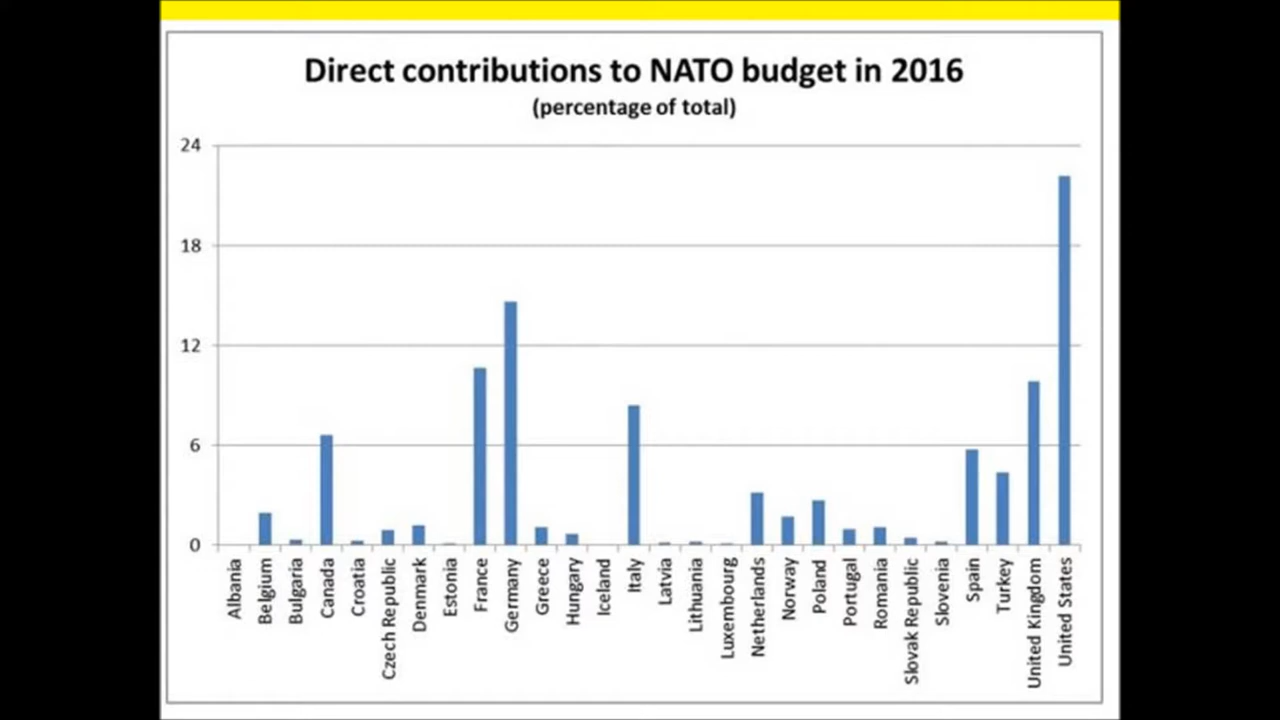 Direct contributions to NATO budget in 2016
(percentage of total)
24
18
12
6
0
Albania
Belgium
Bulgaria
Canada
Croatia
Czech Republic
Denmark
Estonia
France
Germany
Greece
Hungary
Iceland
Italy
Latvia
Lithuania
Luxembourg
Netherlands
Norway
Poland
Portugal
Romania
Slovak Republic
Slovenia
Spain
Turkey
United Kingdom
United States